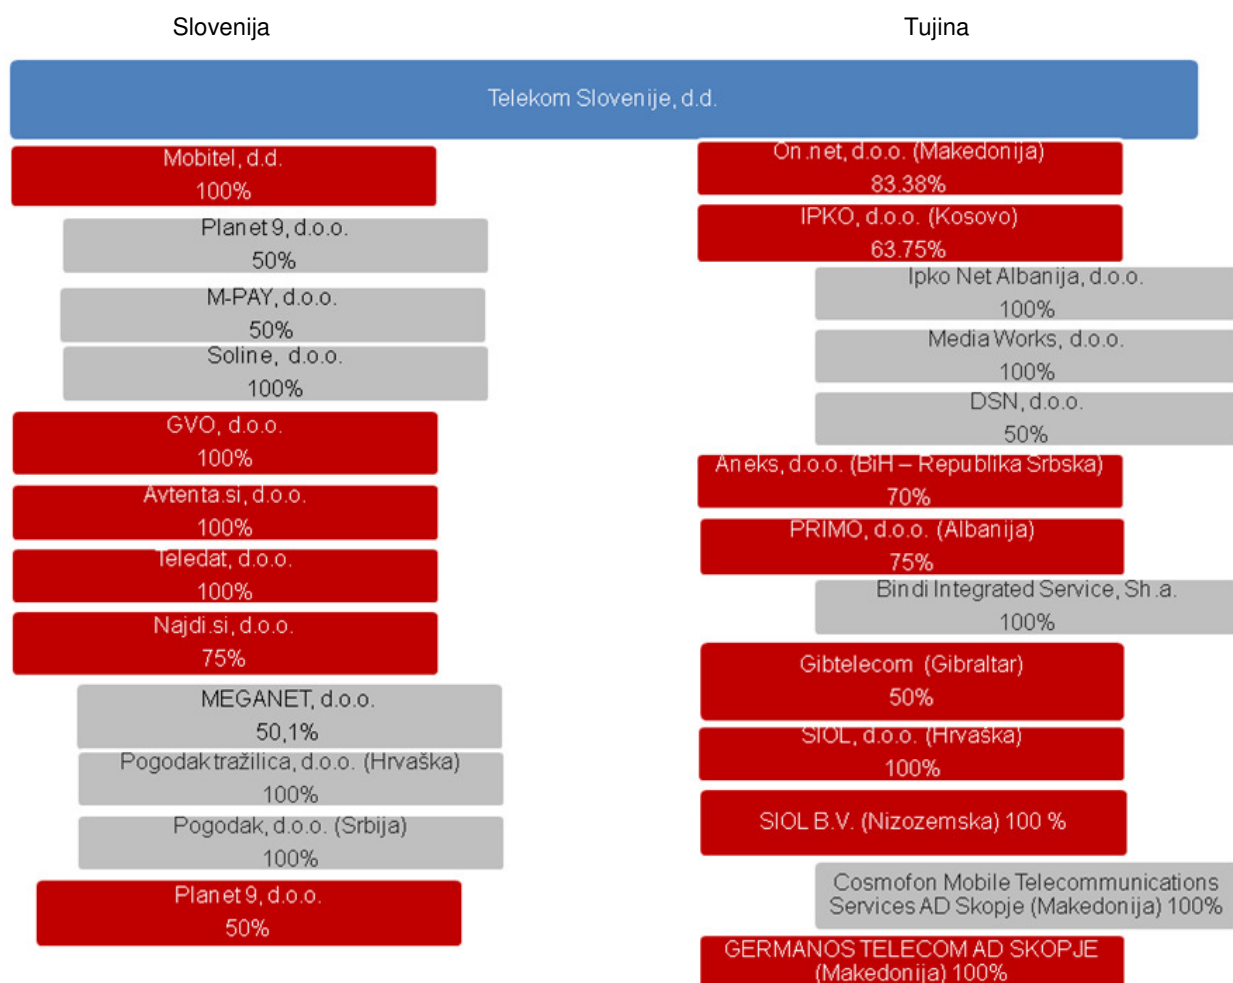 Slovenija
Tujina
Telekom Slovenije, d.d.
Mobitel, d.d.
100%
Planet 9, d.o.o.
50%
M-PAY, d.o.o.
50%
Soline, d.o.o.
100%
GVO, d.o.o.
100%
Avtenta.si, d.o.o.
100%
Teledat, d.o.o.
100%
Najdi.si, d.o.o.
75%
MEGANET, d.o.o.
50,1%
Pogodak tražilica, d.o.o. (Hrvaška)
100%
Pogodak, d.o.o. (Srbija)
100%
Planet 9, d.o.o.
50%
On.net, d.o.o. (Makedonija)
83.38%
IPKO, d.o.o. (Kosovo)
63.75%
Ipko Net Albanija, d.o.o.
100%
Media Works, d.o.o.
100%
DSN, d.o.o.
50%
Aneks, d.o.o. (BiH – Republika Srbska)
70%
PRIMO, d.o.o. (Albanija)
75%
Bindi Integrated Service, Sh.a.
100%
Gibtelecom (Gibraltar)
50%
SIOL, d.o.o. (Hrvaška)
100%
SIOL B.V. (Nizozemska) 100 %
Cosmofon Mobile Telecommunications
Services AD Skopje (Makedonija) 100%
GERMANOS TELECOM AD SKOPJE
(Makedonija) 100%